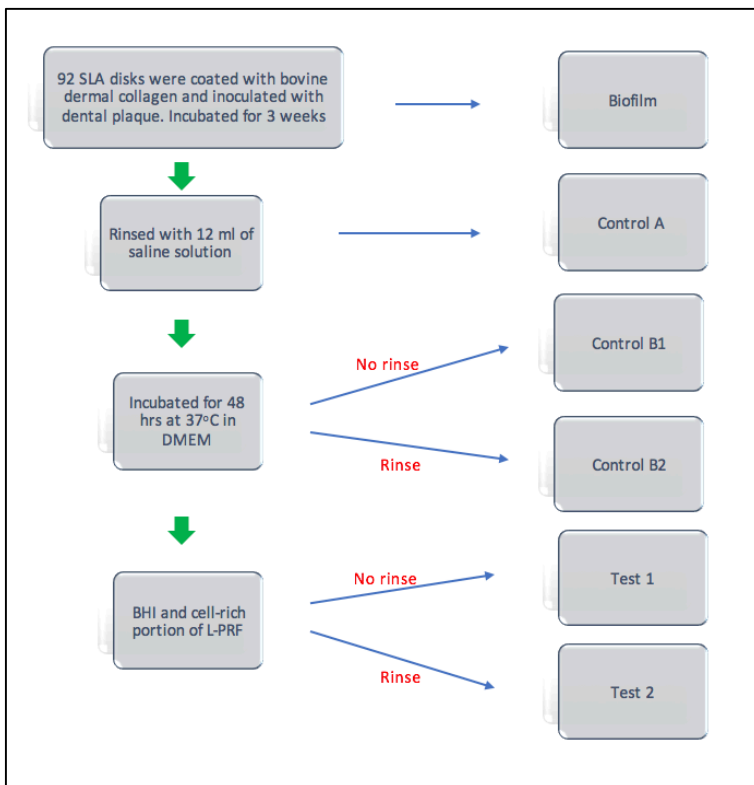 92 SLA disks were coated with bovine
dermal collagen and inoculated with
dental plaque. Incubated for 3 weeks
Biofilm
Rinsed with 12 ml of
saline solution
Control A
Incubated for 48
hrs at 37°C in
DMEM
No rinse
Control B1
Rinse
Control B2
BHI and cell-rich
portion of L-PRF
No rinse
Test 1
Rinse
Test 2